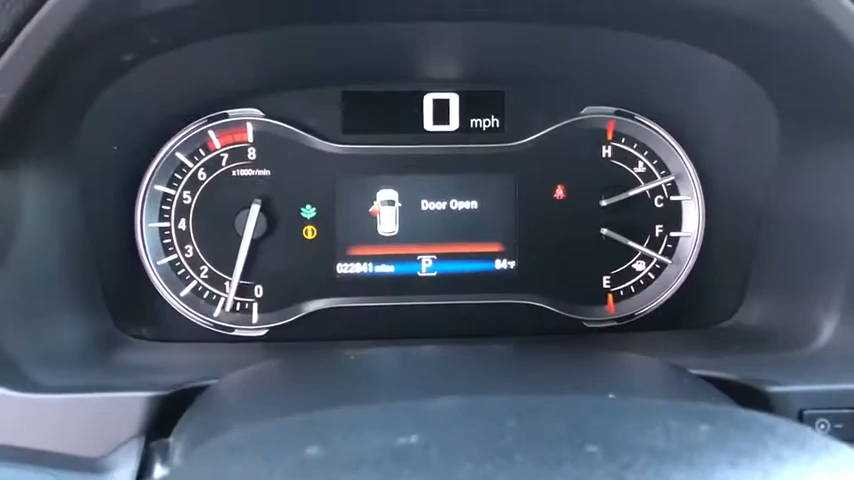 0 mph
8
7
6
5
4
3
2
1
0
x1000r/min
Door Open
022841 miles P 84°F
H
C
F
E